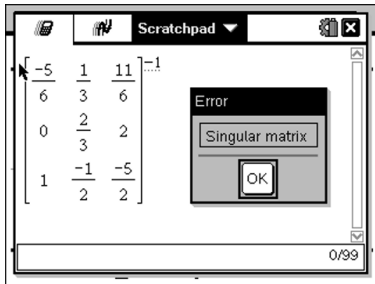 Scratchpad
[-5/6 1/3 11/6
0 2/3 2
1 -1/2 -5/2]^-1
Error
Singular matrix
OK
0/99